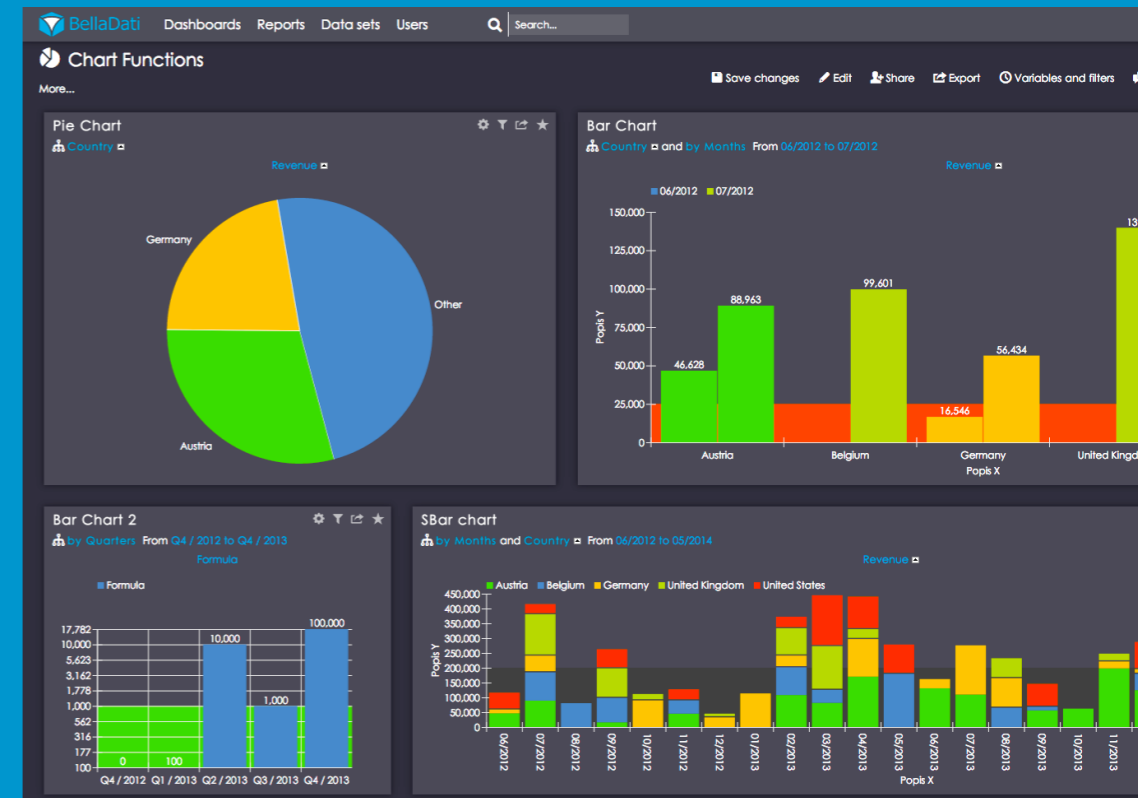 BellaDati Dashboards Reports Data sets Users Search...
Chart Functions
Save changes Edit Share Export Variables and filters
More...
Pie Chart
Country
Revenue
Germany
Other
Austria
Bar Chart
Country and by Months From 06/2012 to 07/2012
Revenue
06/2012 07/2012
150,000
125,000
100,000
75,000
50,000
25,000
0
Popis Y
46,628
88,963
99,601
16,546
56,434
13
Austria Belgium Germany United Kingd
Popis X
Bar Chart 2
by Quarters From Q4 / 2012 to Q4 / 2013
Formula
Formula
17,782
10,000
5,623
3,162
1,778
1,000
562
316
177
100
0
100
10,000
1,000
100,000
Q4 / 2012 Q1 / 2013 Q2 / 2013 Q3 / 2013 Q4 / 2013
SBar chart
by Months and Country From 06/2012 to 05/2014
Revenue
Austria Belgium Germany United Kingdom United States
450,000
400,000
350,000
300,000
250,000
200,000
150,000
100,000
50,000
0
Popis Y
06/2012 07/2012 08/2012 09/2012 10/2012 11/2012 12/2012 01/2013 02/2013 03/2013 04/2013 05/2013 06/2013 07/2013 08/2013 09/2013 10/2013 11/2013
Popis X